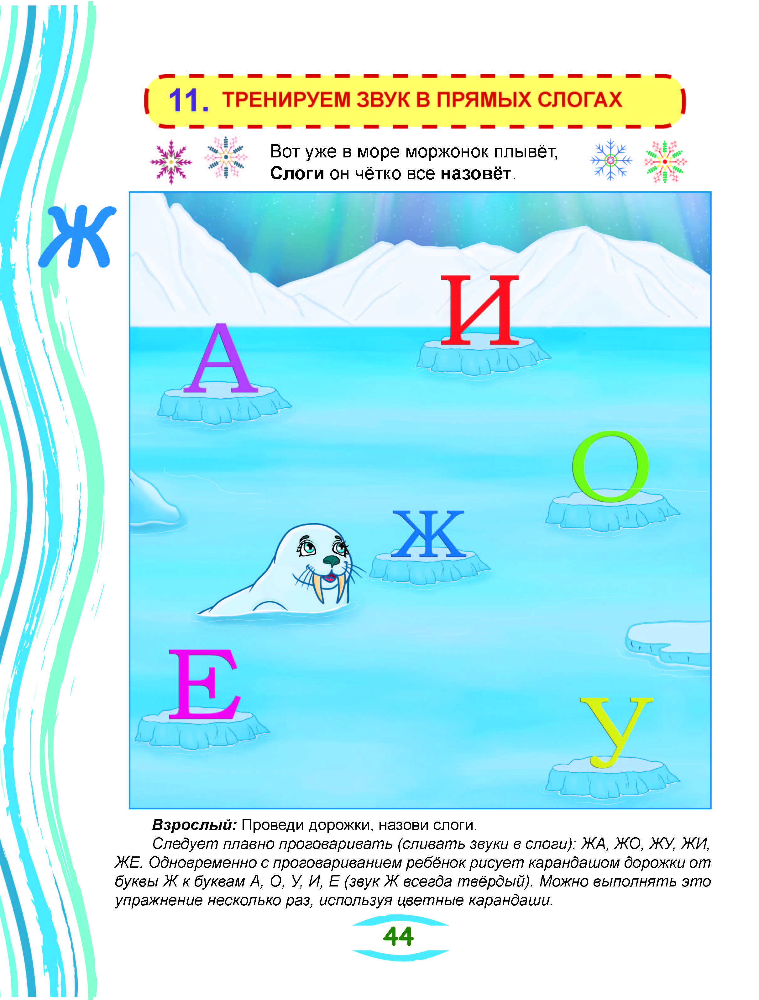 11. ТРЕНИРУЕМ ЗВУК В ПРЯМЫХ СЛОГАХ
Вот уже в море моржонок плывёт,
Слоги он чётко все назовёт.
Ж
И
А
О
Ж
Е
У
Взрослый: Проведи дорожки, назови слоги.
Следует плавно проговаривать (сливать звуки в слоги): ЖА, ЖО, ЖУ, ЖИ,
ЖЕ. Одновременно с проговариванием ребёнок рисует карандашом дорожки от
буквы Ж к буквам А, О, У, И, Е (звук Ж всегда твёрдый). Можно выполнять это
упражнение несколько раз, используя цветные карандаши.
44